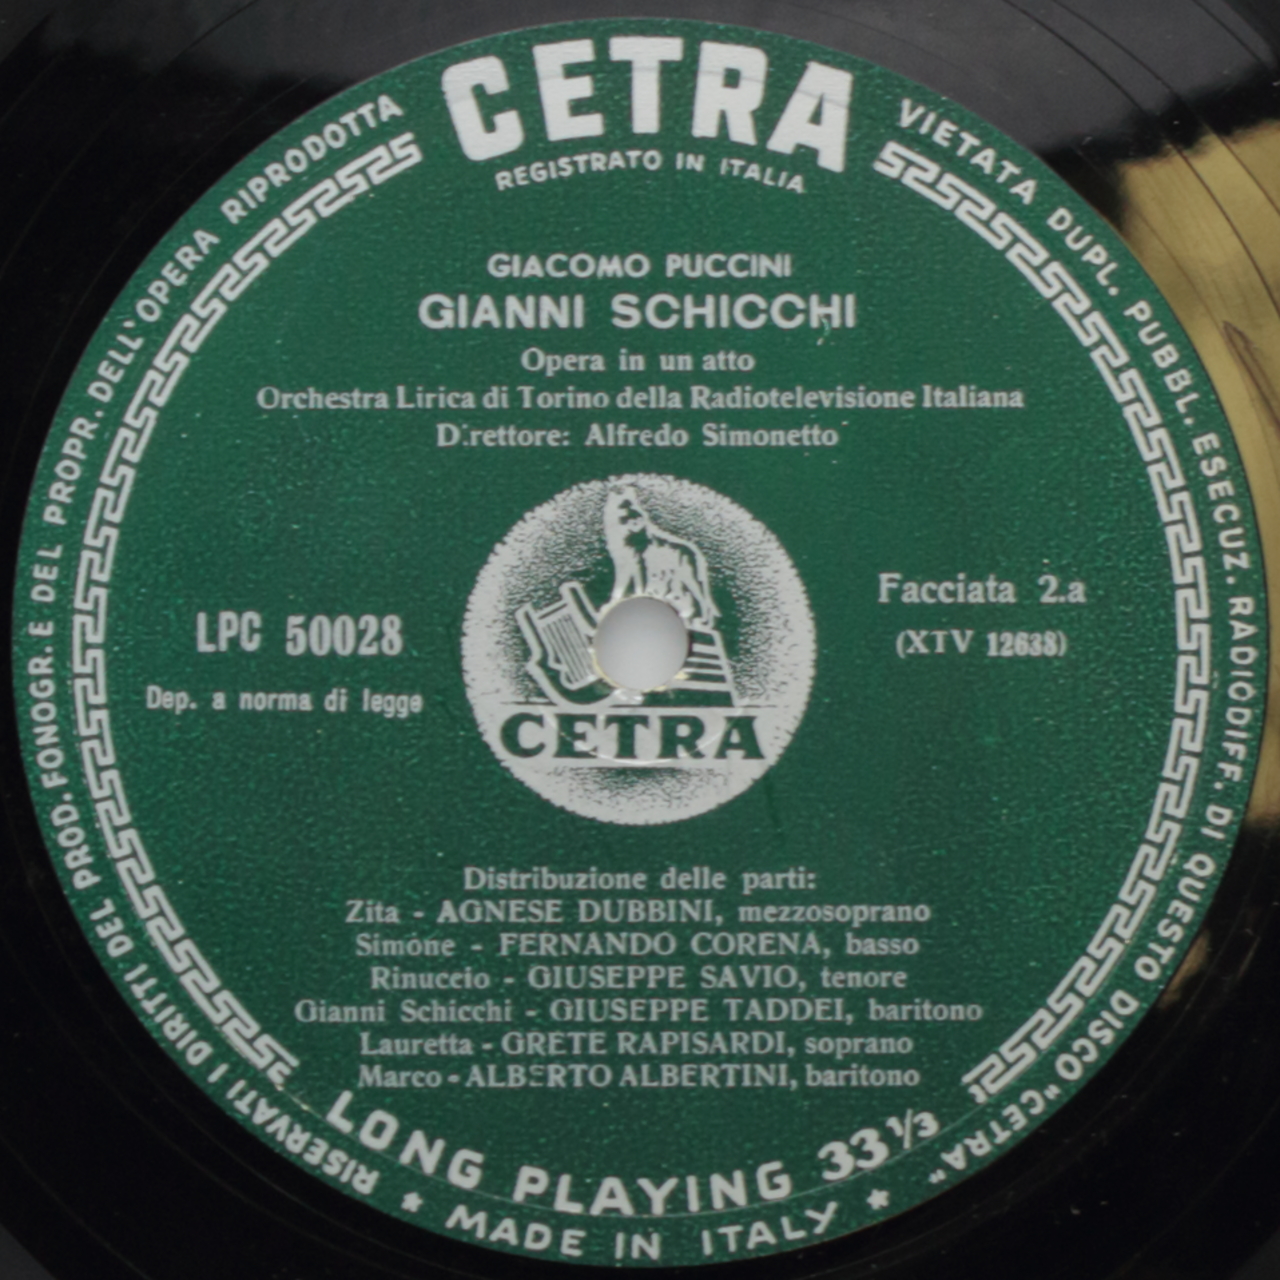 CETRA
REGISTRATO IN ITALIA
GIACOMO PUCCINI
GIANNI SCHICCHI
Opera in un atto
Orchestra Lirica di Torino della Radiotelevisione Italiana
Direttore: Alfredo Simonetto
LPC 50028
Dep. a norma di legge
Facciata 2.a
(XTV 12638)
CETRA
Distribuzione delle parti:
Zita - AGNESE DUBBINI, mezzosoprano
Simone - FERNANDO CORENA, basso
Rinuccio - GIUSEPPE SAVIO, tenore
Gianni Schicchi - GIUSEPPE TADDEI, baritono
Lauretta - GRETE RAPISARDI, soprano
Marco - ALBERTO ALBERTINI, baritono
LONG PLAYING 33 1/3
★ MADE IN ITALY ★
RISERVATI I DIRITTI DEL PROD. FONOGR. E DEL PROPR. DELL'OPERA RIPRODOTTA
VIETATA DUPL. PUBBL. ESECUZ. RADIODIFF. DI QUESTO DISCO "CETRA"